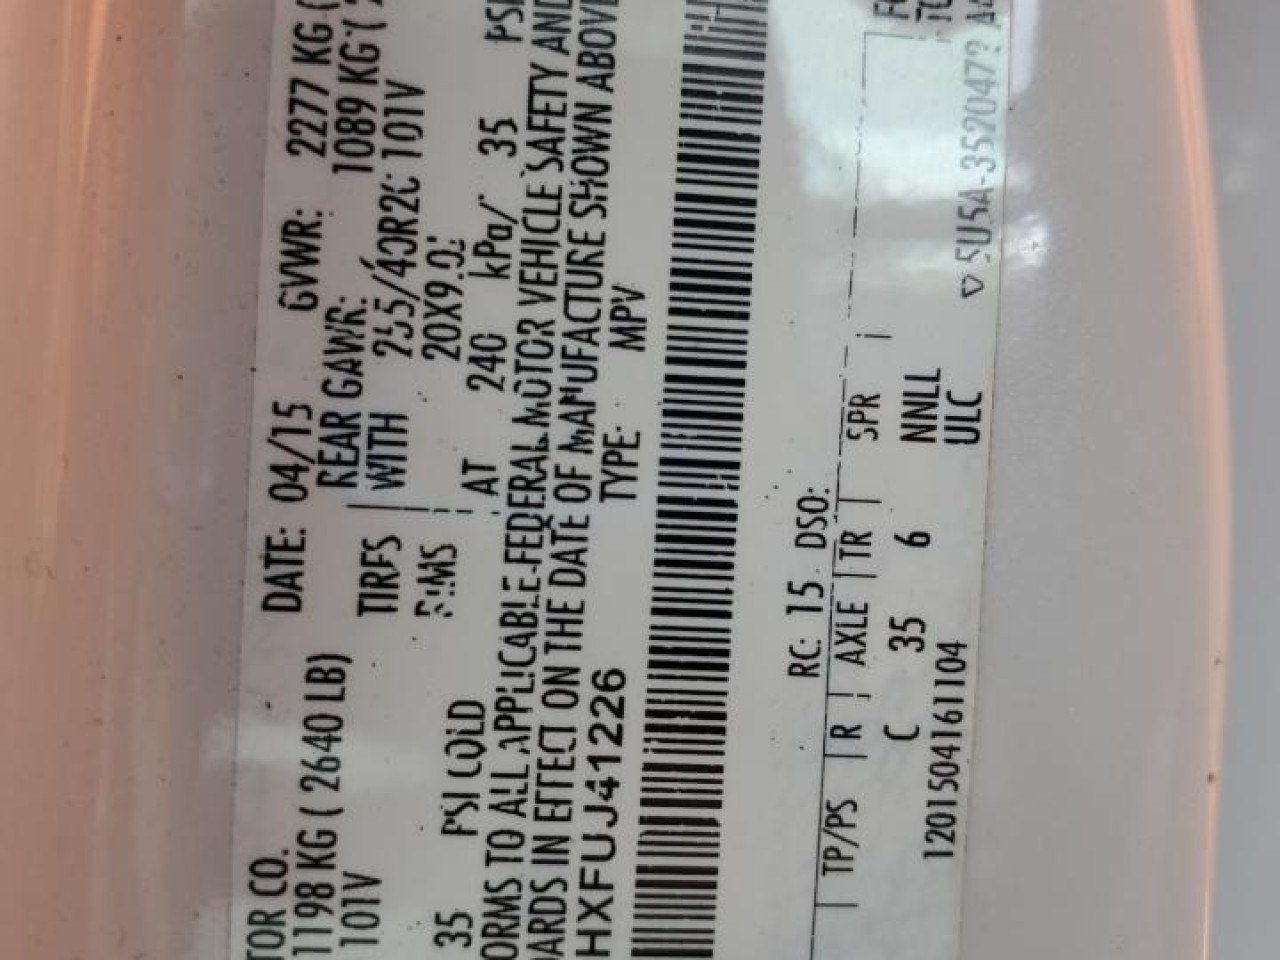 TOR CO. DATE: 04/15 GVWR: 2277 KG (
1198 KG ( 2640 LB) REAR GAWR: 1089 KG (
101V TIRES WITH 255/40R20 101V
RIMS 20X9.0
35 PSI COLD AT 240 kPa/ 35 PSI
ORMS TO ALL APPLICABLE FEDERAL MOTOR VEHICLE SAFETY AND
ARDS IN EFFECT ON THE DATE OF MANUFACTURE SHOWN ABOVE
HXFUJ41226 TYPE: MPV
RC: 15 DSO:
TP/PS R AXLE TR SPR
C 35 6 NNLL
1201504161104 ULC